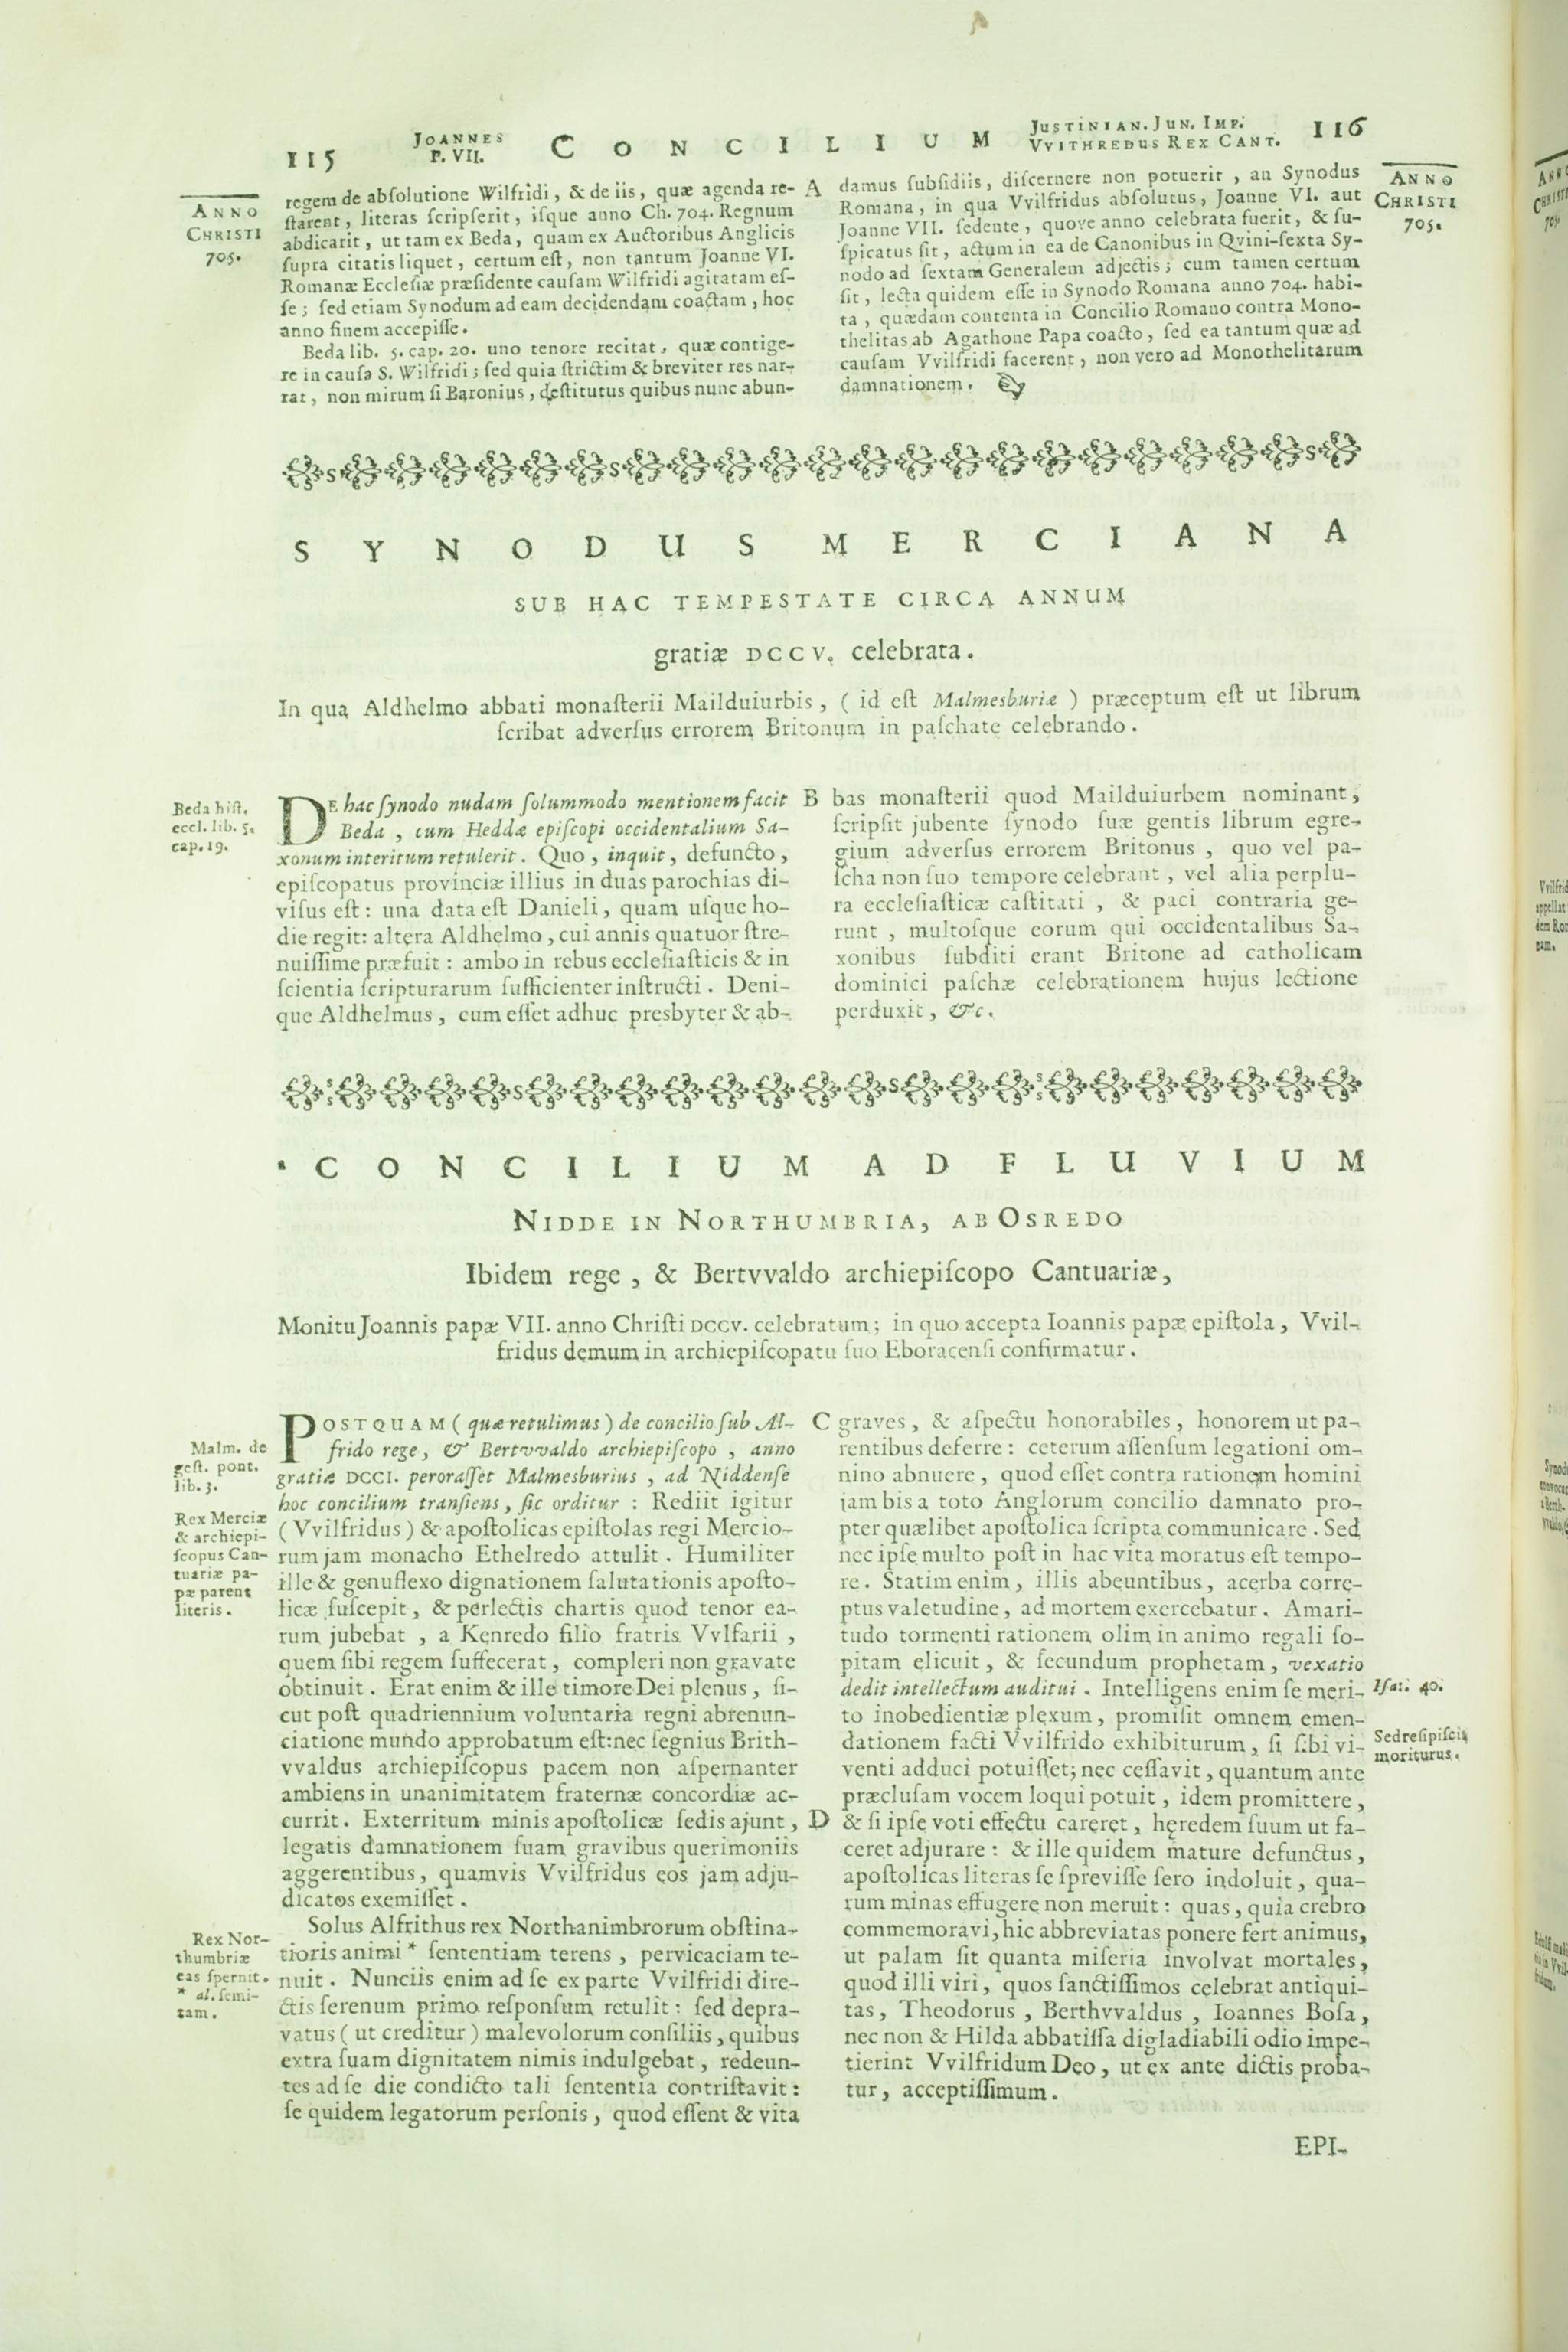 115 JOANNES P. VII. CONCILIUM JUSTINIAN. JUN. IMP. VVITHREDUS REX CANT. 116
ANNO
CHRISTI
705.
regem de absolutione Wilfridi, & de iis, quæ agenda re-
starent, literas scripserit, isque anno Ch. 704. Regnum
abdicarit, ut tam ex Beda, quam ex Auctoribus Anglicis
supra citatis liquet, certum est, non tantum Joanne VI.
Romanæ Ecclesiæ præsidente causam Wilfridi agitatam es-
se; sed etiam Synodum ad eam decidendam coactam, hoc
anno finem accepisse.
Beda lib. 5. cap. 20. uno tenore recitat, quæ contige-
re in causa S. Wilfridi; sed quia strictim & breviter res nar-
rat, non mirum si Baronius, destitutus quibus nunc abun-
A
damus subsidiis, discernere non potuerit, an Synodus
Romana, in qua Vvilfridus absolutus, Joanne VI. aut
Joanne VII. sedente, quove anno celebrata fuerit, & su-
spicatus sit, actum in ea de Canonibus in Qvini-sexta Sy-
nodo ad sextam Generalem adjectis; cum tamen certum
sit, lecta quidem esse in Synodo Romana anno 704. habi-
ta, quædam contenta in Concilio Romano contra Mono-
thelitas ab Agathone Papa coacto, sed ea tantum quæ ad
causam Vvilfridi facerent, non vero ad Monothelitarum
damnationem.
ANNO
CHRISTI
705.
SYNODUS MERCIANA
SUB HAC TEMPESTATE CIRCA ANNUM
gratiæ DCCV. celebrata.
In qua Aldhelmo abbati monasterii Mailduiurbis, (id est Malmesburiæ) præceptum est ut librum
scribat adversus errorem Britonum in paschate celebrando.
Beda hist.
eccl. lib. 5.
cap. 19.
DE hac synodo nudam solummodo mentionem facit
Beda, cum Heddæ episcopi occidentalium Sa-
xonum interitum retulerit. Quo, inquit, defuncto,
episcopatus provinciæ illius in duas parochias di-
visus est: una data est Danieli, quam usque ho-
die regit: altera Aldhelmo, cui annis quatuor stre-
nuissime præfuit: ambo in rebus ecclesiasticis & in
scientia scripturarum sufficienter instructi. Deni-
que Aldhelmus, cum esset adhuc presbyter & ab-
B
bas monasterii quod Mailduiurbem nominant,
scripsit jubente synodo suæ gentis librum egre-
gium adversus errorem Britonus, quo vel pa-
scha non suo tempore celebrant, vel alia perplu-
ra ecclesiasticæ castitati, & paci contraria ge-
runt, multosque eorum qui occidentalibus Sa-
xonibus subditi erant Britone ad catholicam
dominici paschæ celebrationem hujus lectione
perduxit, &c.
CONCILIUM AD FLUVIUM
NIDDE IN NORTHUMBRIA, AB OSREDO
Ibidem rege, & Bertvvaldo archiepiscopo Cantuariæ,
Monitu Joannis papæ VII. anno Christi DCCV. celebratum; in quo accepta Ioannis papæ epistola, Vvil-
fridus demum in archiepiscopatu suo Eboracensi confirmatur.
Malm. de
gest. pont.
lib. 3.
Rex Merciæ
& archiepi-
scopus Can-
tuariæ pa-
pæ parent
literis.
POSTQUAM (quæ retulimus) de concilio sub Al-
frido rege, & Bertvvaldo archiepiscopo, anno
gratiæ DCCI. perorasset Malmesburius, ad Niddense
hoc concilium transiens, sic orditur: Rediit igitur
(Vvilfridus) & apostolicas epistolas regi Mercio-
rum jam monacho Ethelredo attulit. Humiliter
ille & genuflexo dignationem salutationis aposto-
licæ suscepit, & perlectis chartis quod tenor ea-
rum jubebat, a Kenredo filio fratris Vvlfarii,
quem sibi regem suffecerat, compleri non gravate
obtinuit. Erat enim & ille timore Dei plenus, si-
cut post quadriennium voluntaria regni abrenun-
ciatione mundo approbatum est: nec segnius Brith-
vvaldus archiepiscopus pacem non aspernanter
ambiens in unanimitatem fraternæ concordiæ ac-
currit. Exterritum minis apostolicæ sedis ajunt,
legatis damnationem suam gravibus querimoniis
aggerentibus, quamvis Vvilfridus eos jam adju-
dicatos exemisset.
Rex Nor-
thumbriæ
eas spernit.
* al. semi-
tam.
Solus Alfrithus rex Northanimbrorum obstina-
tioris animi * sententiam terens, pervicaciam te-
nuit. Nunciis enim ad se ex parte Vvilfridi dire-
ctis serenum primo responsum retulit: sed depra-
vatus (ut creditur) malevolorum consiliis, quibus
extra suam dignitatem nimis indulgebat, redeun-
tes ad se die condicto tali sententia contristavit:
se quidem legatorum personis, quod essent & vita
C
graves, & aspectu honorabiles, honorem ut pa-
rentibus deferre: ceterum assensum legationi om-
nino abnuere, quod esset contra rationem homini
jam bis a toto Anglorum concilio damnato pro-
pter quælibet apostolica scripta communicare. Sed
nec ipse multo post in hac vita moratus est tempo-
re. Statim enim, illis abeuntibus, acerba corre-
ptus valetudine, ad mortem exercebatur. Amari-
tudo tormenti rationem olim in animo regali so-
pitam elicuit, & secundum prophetam, vexatio
dedit intellectum auditui. Intelligens enim se meri-
to inobedientiæ plexum, promisit omnem emen-
dationem facti Vvilfrido exhibiturum, si sibi vi-
venti adduci potuisset; nec cessavit, quantum ante
præclusam vocem loqui potuit, idem promittere,
D
& si ipse voti effectu careret, heredem suum ut fa-
ceret adjurare: & ille quidem mature defunctus,
apostolicas literas se sprevisse sero indoluit, qua-
rum minas effugere non meruit: quas, quia crebro
commemoravi, hic abbreviatas ponere fert animus,
ut palam sit quanta miseria involvat mortales,
quod illi viri, quos sanctissimos celebrat antiqui-
tas, Theodorus, Berthvvaldus, Ioannes Bosa,
nec non & Hilda abbatissa digladiabili odio impe-
tierint Vvilfridum Deo, ut ex ante dictis proba-
tur, acceptissimum.
Isai. 40.
Sed resipiscit
moriturus.
EPI-